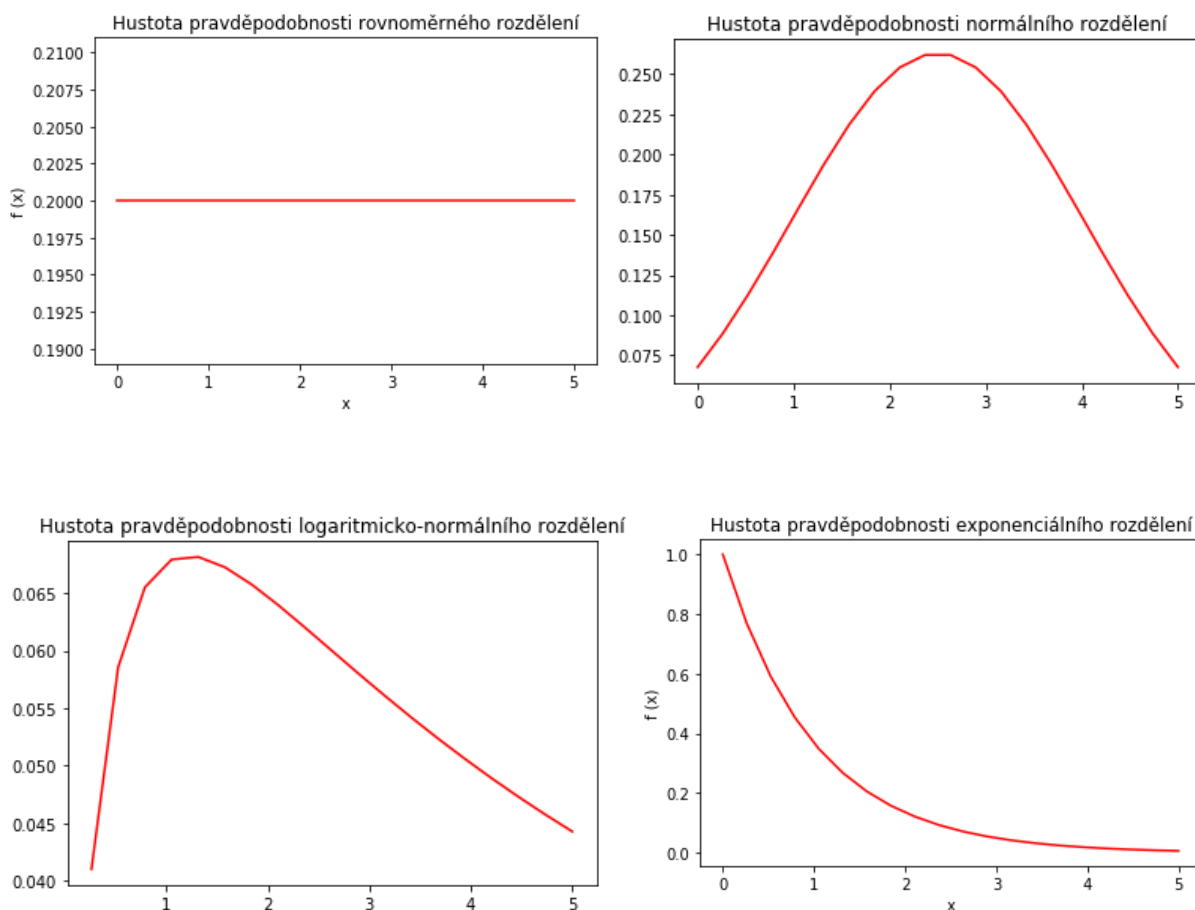 Hustota pravděpodobnosti rovnoměrného rozdělení
0.2100
0.2075
0.2050
0.2025
0.2000
0.1975
0.1950
0.1925
0.1900
f (x)
0 1 2 3 4 5
x
Hustota pravděpodobnosti normálního rozdělení
0.250
0.225
0.200
0.175
0.150
0.125
0.100
0.075
0 1 2 3 4 5
Hustota pravděpodobnosti logaritmicko-normálního rozdělení
0.065
0.060
0.055
0.050
0.045
0.040
1 2 3 4 5
Hustota pravděpodobnosti exponenciálního rozdělení
1.0
0.8
0.6
0.4
0.2
0.0
f (x)
0 1 2 3 4 5
x